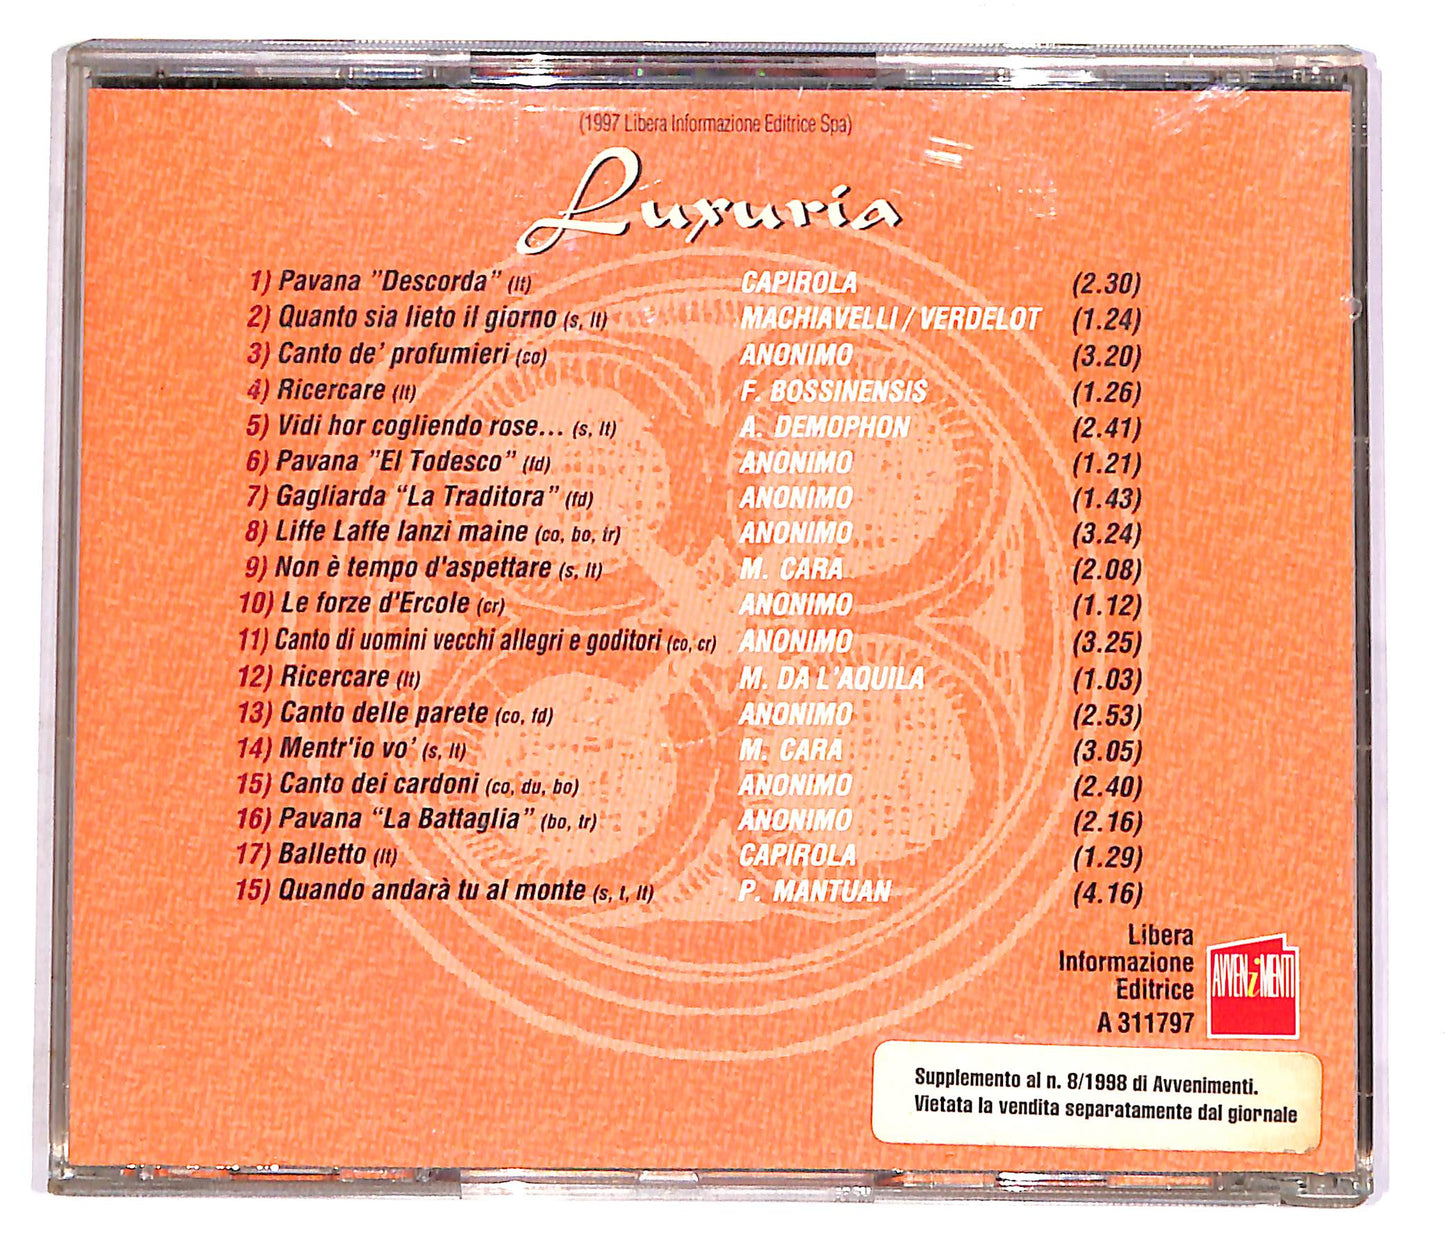 (1997 Libera Informazione Editrice Spa)
Luxuria
1) Pavana "Descorda" (lt) CAPIROLA (2.30)
2) Quanto sia lieto il giorno (s, lt) MACHIAVELLI / VERDELOT (1.24)
3) Canto de' profumieri (co) ANONIMO (3.20)
4) Ricercare (lt) F. BOSSINENSIS (1.26)
5) Vidi hor cogliendo rose... (s, lt) A. DEMOPHON (2.41)
6) Pavana "El Todesco" (fd) ANONIMO (1.21)
7) Gagliarda "La Traditora" (fd) ANONIMO (1.43)
8) Liffe Laffe lanzi maine (co, bo, tr) ANONIMO (3.24)
9) Non è tempo d'aspettare (s, lt) M. CARA (2.08)
10) Le forze d'Ercole (cr) ANONIMO (1.12)
11) Canto di uomini vecchi allegri e goditori (co, cr) ANONIMO (3.25)
12) Ricercare (lt) M. DA L'AQUILA (1.03)
13) Canto delle parete (co, fd) ANONIMO (2.53)
14) Mentr'io vo' (s, lt) M. CARA (3.05)
15) Canto dei cardoni (co, du, bo) ANONIMO (2.40)
16) Pavana "La Battaglia" (bo, tr) ANONIMO (2.16)
17) Balletto (lt) CAPIROLA (1.29)
15) Quando andarà tu al monte (s, t, lt) P. MANTUAN (4.16)
Libera
Informazione
Editrice
A 311797
AVVENiMENTI
Supplemento al n. 8/1998 di Avvenimenti.
Vietata la vendita separatamente dal giornale